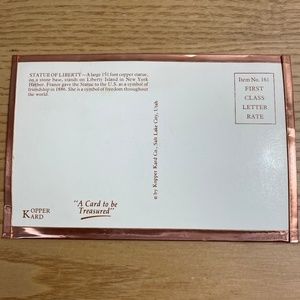 STATUE OF LIBERTY—A large 151 foot copper statue,
on a stone base, stands on Liberty Island in New York
Harbor. France gave the Statue to the U.S. as a symbol of
friendship in 1886. She is a symbol of freedom throughout
the world.
Item No. 161
FIRST
CLASS
LETTER
RATE
© by Kopper Kard Co., Salt Lake City, Utah
KOPPER
KARD
"A Card to be
Treasured"